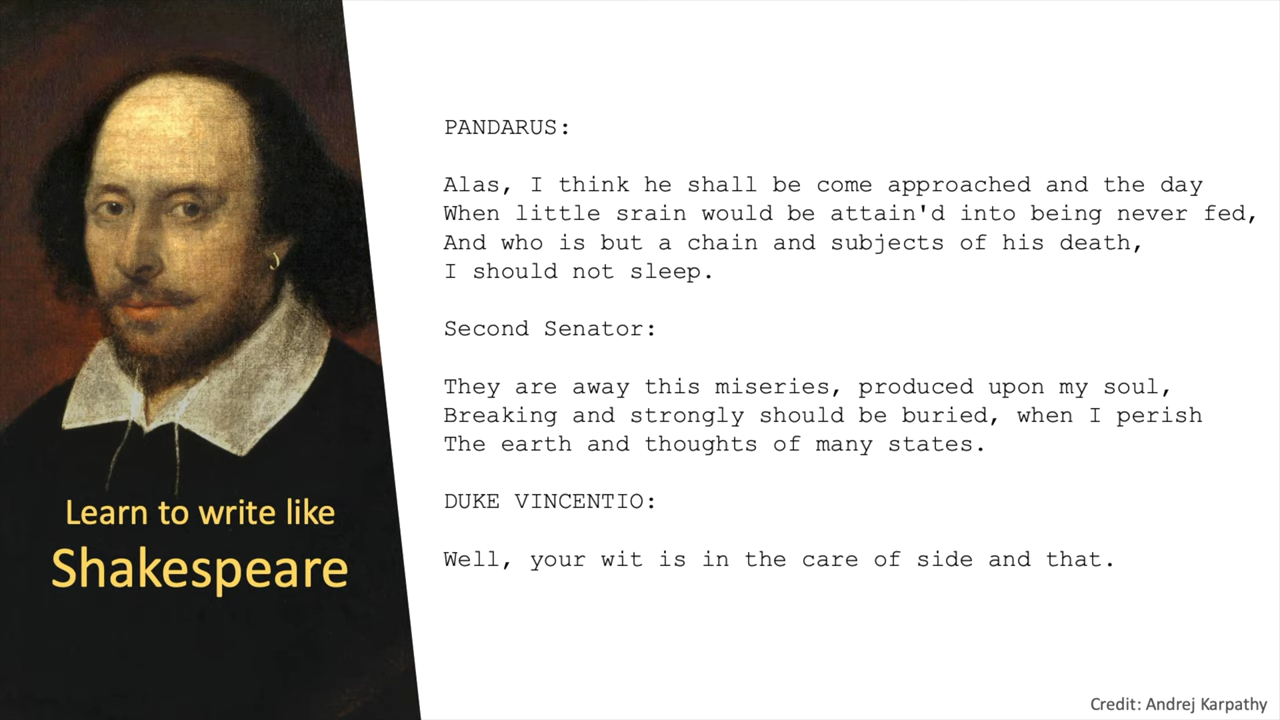 Learn to write like
Shakespeare
PANDARUS:
Alas, I think he shall be come approached and the day
When little srain would be attain'd into being never fed,
And who is but a chain and subjects of his death,
I should not sleep.
Second Senator:
They are away this miseries, produced upon my soul,
Breaking and strongly should be buried, when I perish
The earth and thoughts of many states.
DUKE VINCENTIO:
Well, your wit is in the care of side and that.
Credit: Andrej Karpathy